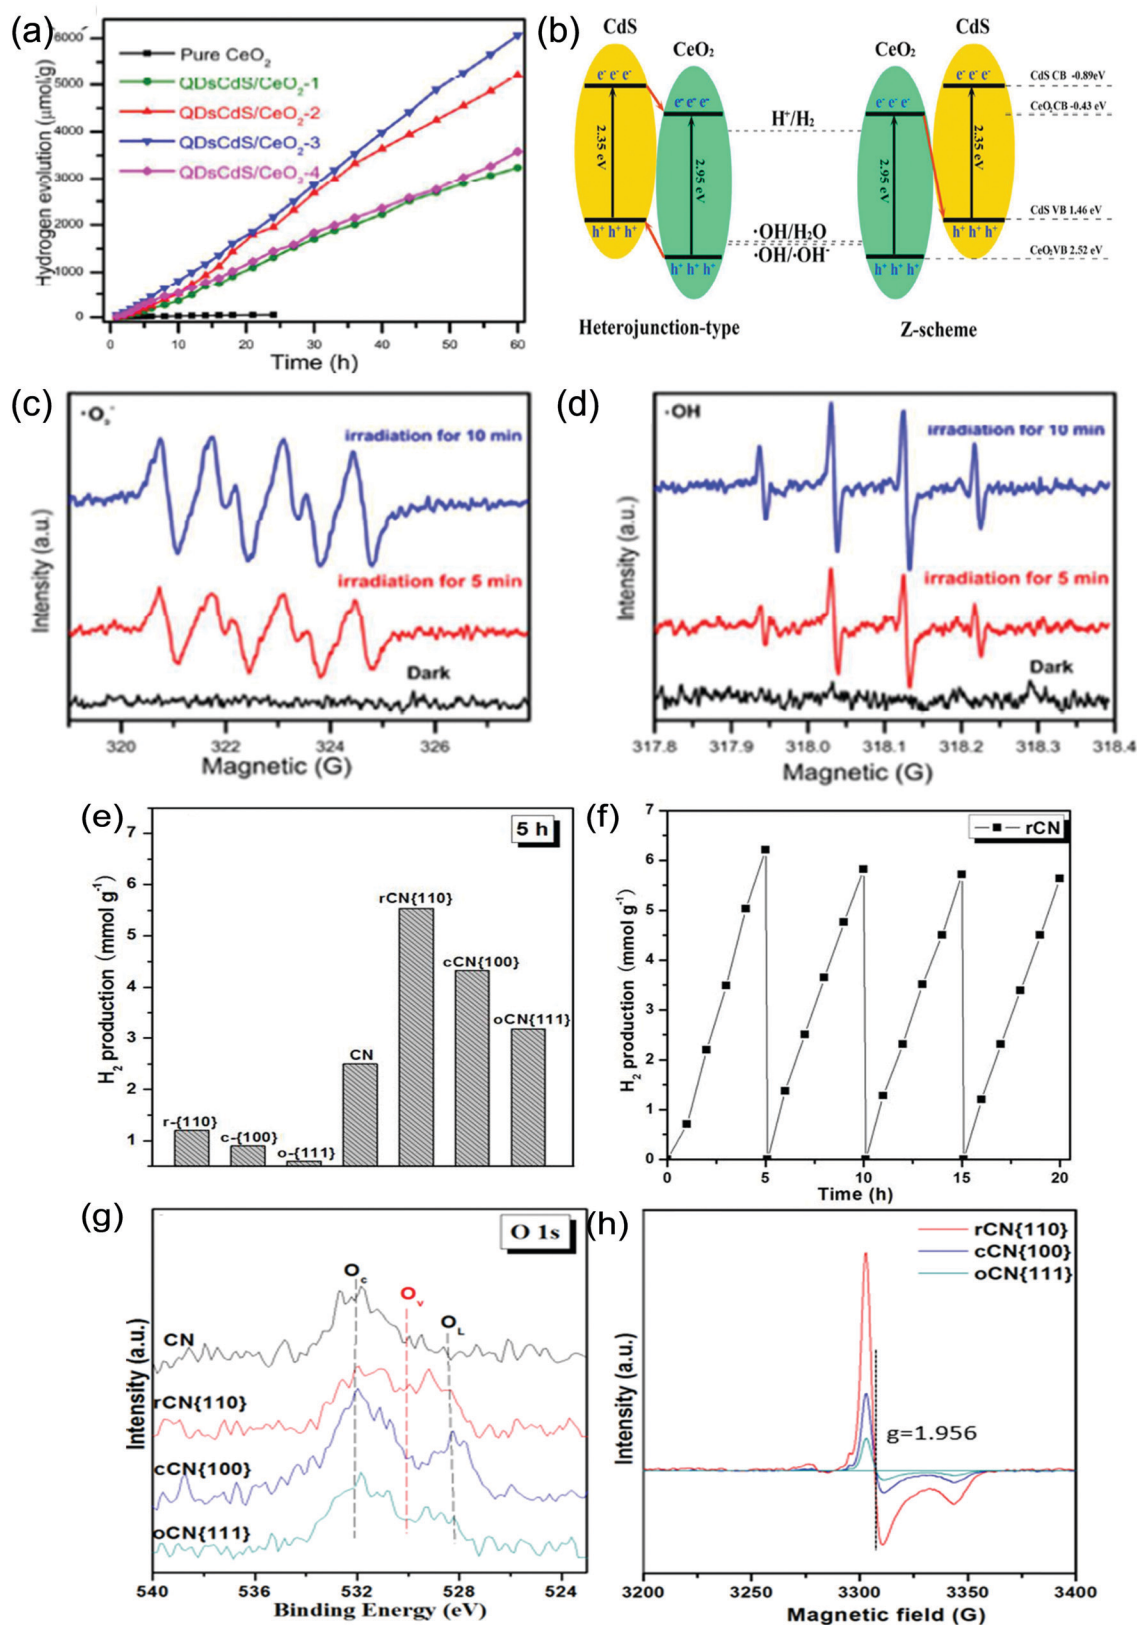 (a)
Hydrogen evolution (μmol/g)
6000
5000
4000
3000
2000
1000
0
Pure CeO2
QDsCdS/CeO2-1
QDsCdS/CeO2-2
QDsCdS/CeO2-3
QDsCdS/CeO2-4
0 10 20 30 40 50 60
Time (h)
(b)
CdS
CeO2
CeO2
CdS
e- e- e-
e- e- e-
e- e- e-
e- e- e-
2.35 eV
2.95 eV
2.95 eV
2.35 eV
h+ h+ h+
h+ h+ h+
h+ h+ h+
h+ h+ h+
H+/H2
·OH/H2O
·OH/·OH-
CdS CB -0.89eV
CeO2CB -0.43 eV
CdS VB 1.46 eV
CeO2VB 2.52 eV
Heterojunction-type
Z-scheme
(c)
·O2-
irradiation for 10 min
irradiation for 5 min
Dark
Intensity (a.u.)
320 322 324 326
Magnetic (G)
(d)
·OH
irradiation for 10 min
irradiation for 5 min
Dark
Intensity (a.u.)
317.8 317.9 318.0 318.1 318.2 318.3 318.4
Magnetic (G)
(e)
5 h
H2 production (mmol g-1)
7
6
5
4
3
2
1
r-{110}
c-{100}
o-{111}
CN
rCN{110}
cCN{100}
oCN{111}
(f)
rCN
H2 production (mmol g-1)
7
6
5
4
3
2
1
0
0 5 10 15 20
Time (h)
(g)
O 1s
Oc
Ov
OL
CN
rCN{110}
cCN{100}
oCN{111}
Intensity (a.u.)
540 536 532 528 524
Binding Energy (eV)
(h)
rCN{110}
cCN{100}
oCN{111}
g=1.956
Intensity (a.u.)
3200 3250 3300 3350 3400
Magnetic field (G)